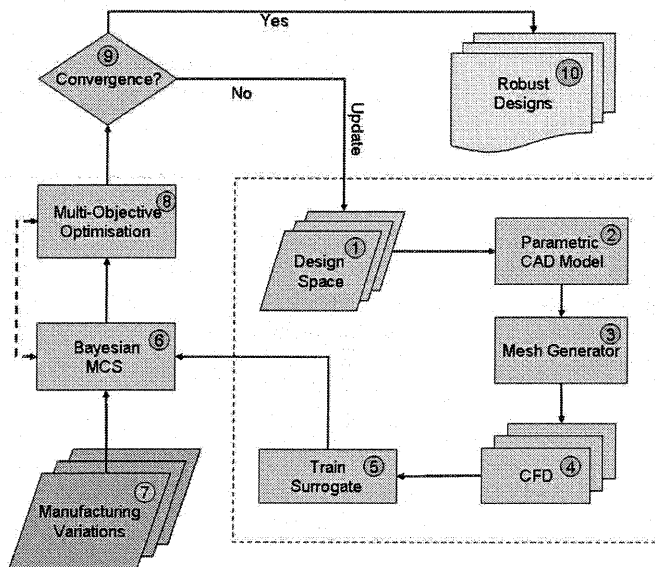 Yes
9
Convergence?
10
Robust
Designs
No
Update
8
Multi-Objective
Optimisation
1
Design
Space
2
Parametric
CAD Model
6
Bayesian
MCS
3
Mesh Generator
7
Manufacturing
Variations
5
Train
Surrogate
4
CFD